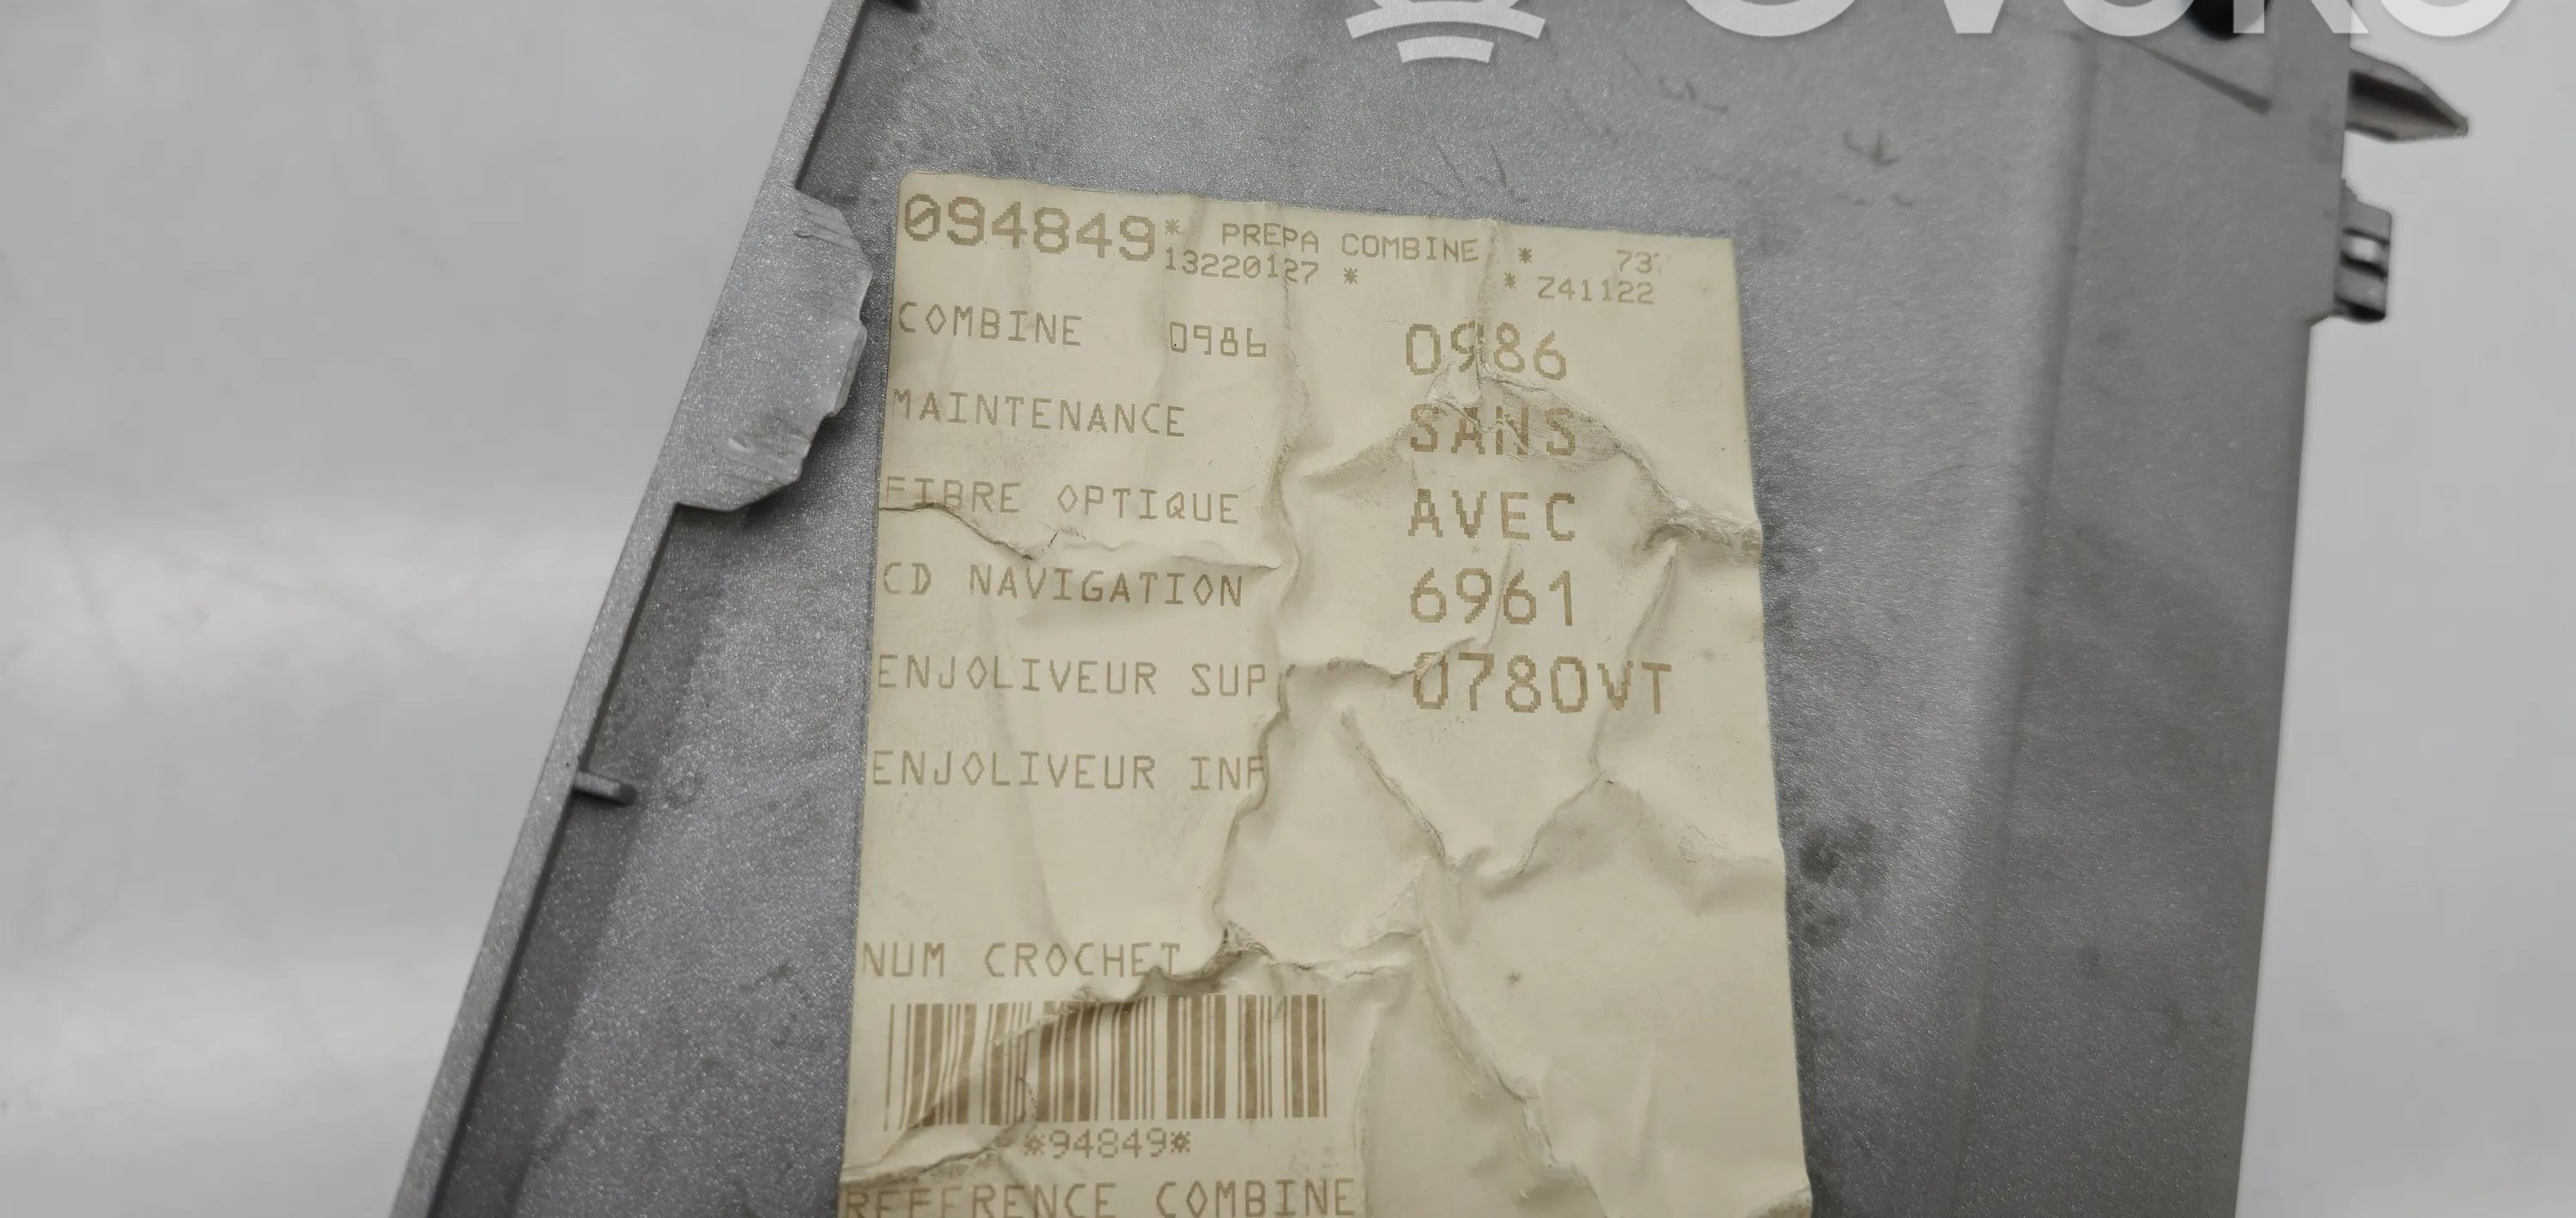 OVOKO
094849* PREPA COMBINE * 73
13220127 * * Z41122
COMBINE 0986 0986
MAINTENANCE SANS
FIBRE OPTIQUE AVEC
CD NAVIGATION 6961
ENJOLIVEUR SUP 0780VT
ENJOLIVEUR INF
NUM CROCHET
*94849*
REFERENCE COMBINE